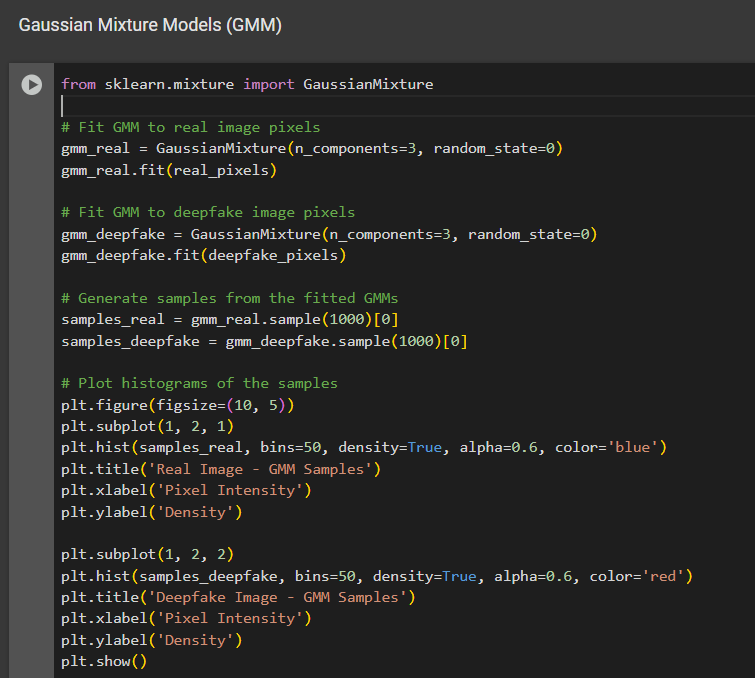 Gaussian Mixture Models (GMM)
from sklearn.mixture import GaussianMixture
# Fit GMM to real image pixels
gmm_real = GaussianMixture(n_components=3, random_state=0)
gmm_real.fit(real_pixels)
# Fit GMM to deepfake image pixels
gmm_deepfake = GaussianMixture(n_components=3, random_state=0)
gmm_deepfake.fit(deepfake_pixels)
# Generate samples from the fitted GMMs
samples_real = gmm_real.sample(1000)[0]
samples_deepfake = gmm_deepfake.sample(1000)[0]
# Plot histograms of the samples
plt.figure(figsize=(10, 5))
plt.subplot(1, 2, 1)
plt.hist(samples_real, bins=50, density=True, alpha=0.6, color='blue')
plt.title('Real Image - GMM Samples')
plt.xlabel('Pixel Intensity')
plt.ylabel('Density')
plt.subplot(1, 2, 2)
plt.hist(samples_deepfake, bins=50, density=True, alpha=0.6, color='red')
plt.title('Deepfake Image - GMM Samples')
plt.xlabel('Pixel Intensity')
plt.ylabel('Density')
plt.show()